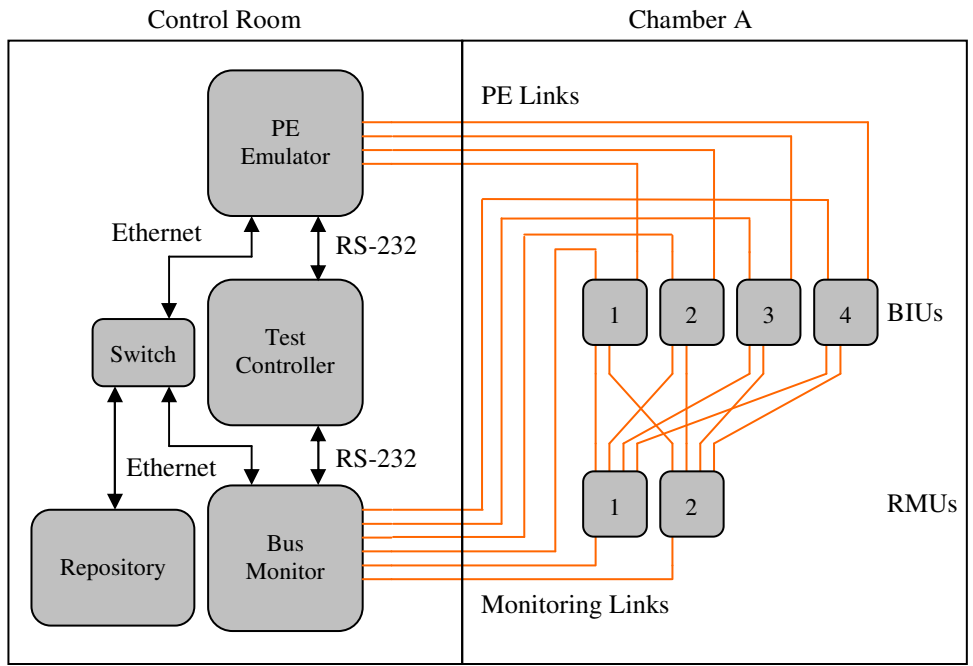 Control Room
Chamber A
PE Links
PE
Emulator
Ethernet
RS-232
Test
Controller
Switch
1
2
3
4
BIUs
Ethernet
RS-232
1
2
RMUs
Repository
Bus
Monitor
Monitoring Links